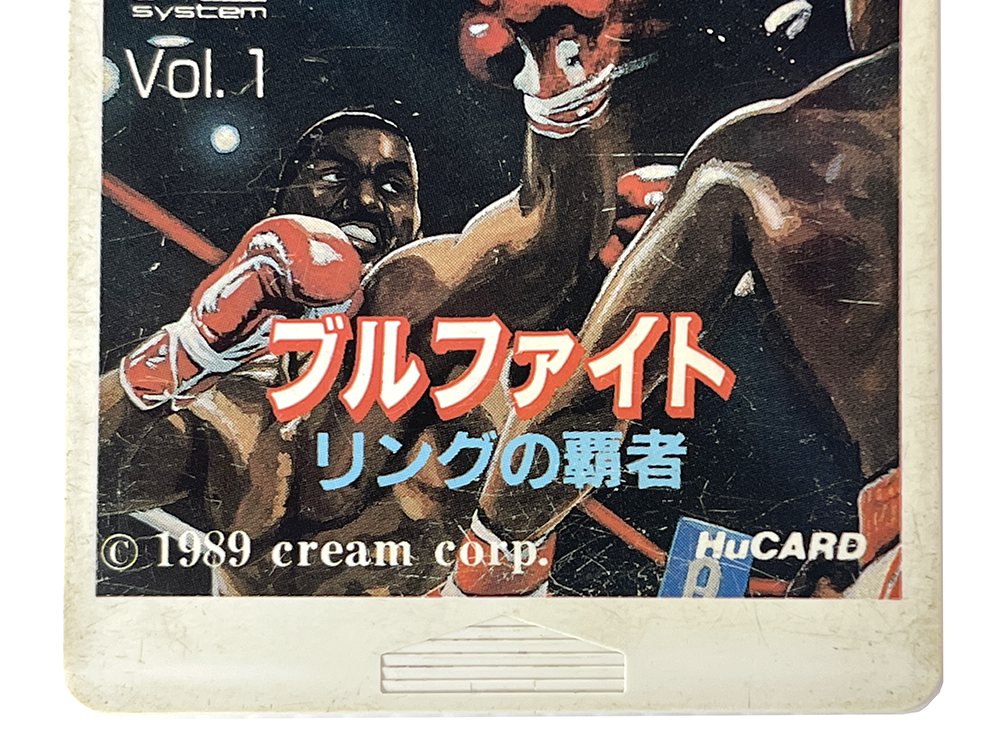 system
Vol. 1
ブルファイト
リングの覇者
© 1989 cream corp.
HuCARD